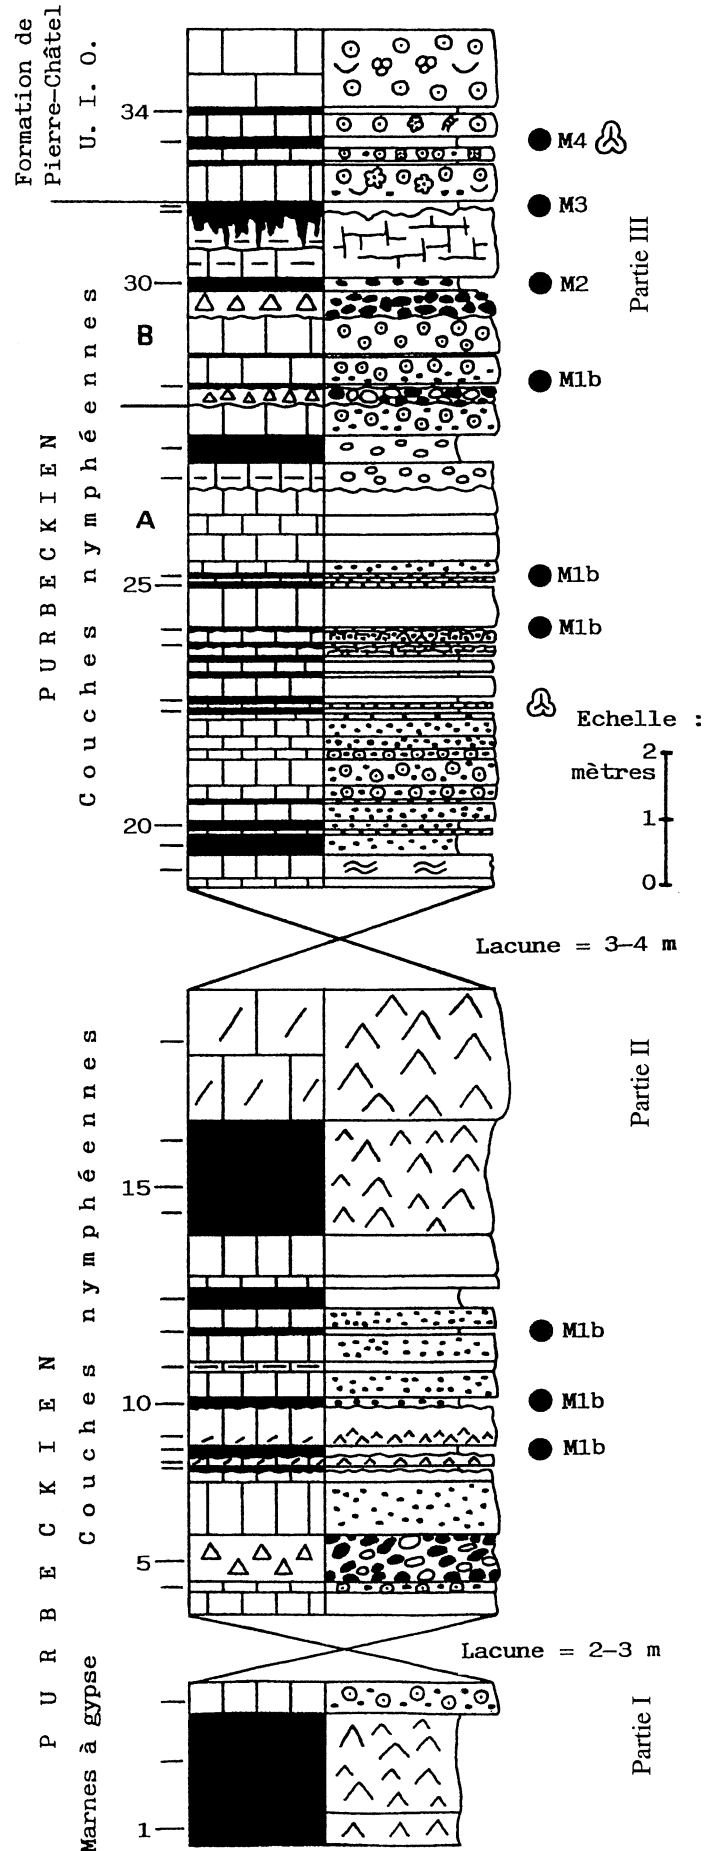 Formation de
Pierre-Châtel
U. I. O.
34
M4
M3
Partie III
30
M2
B
M1b
PURBECKIEN
Couches nymphéennes
A
25
M1b
M1b
Echelle :
2
mètres
1
0
20
Lacune = 3-4 m
Partie II
15
PURBECKIEN
Couches nymphéennes
M1b
10
M1b
M1b
5
Lacune = 2-3 m
Marnes à gypse
Partie I
1